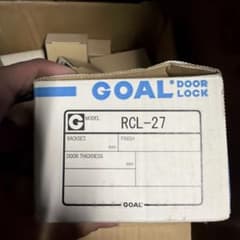 GOAL DOOR
LOCK
G MODEL RCL-27
BACKSET FINISH
mm
DOOR THICKNESS
mm
GOAL